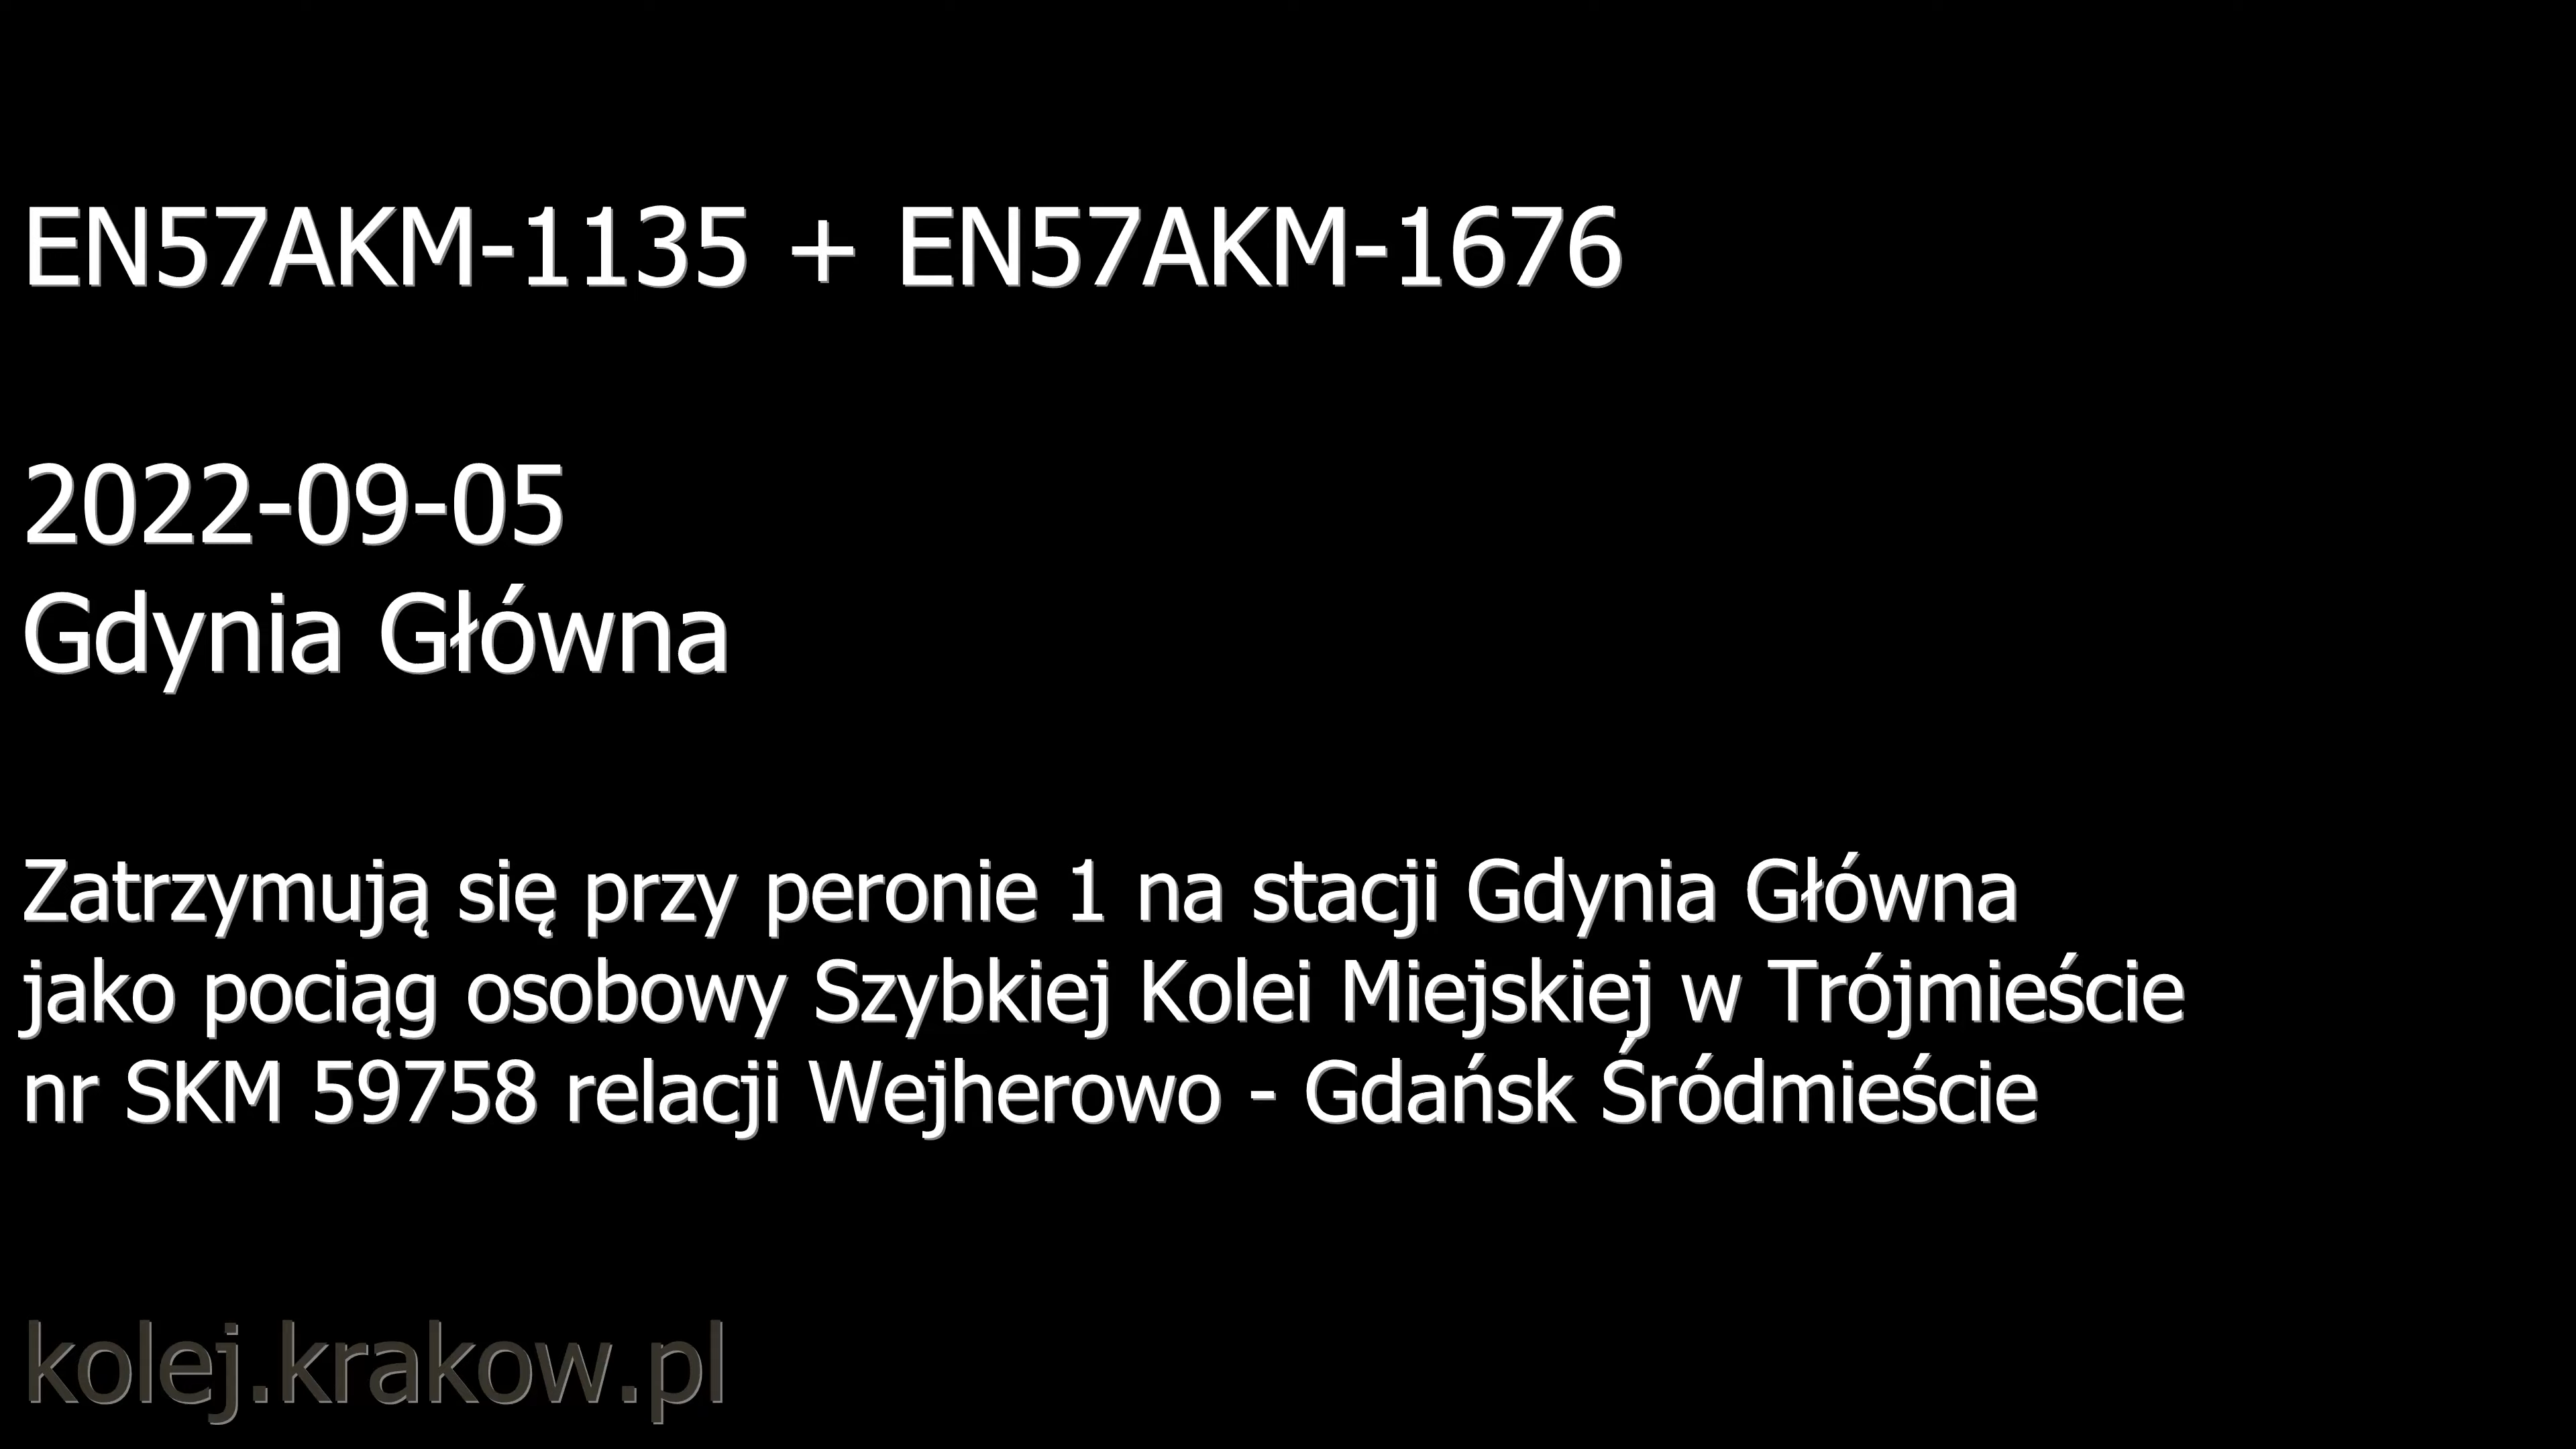 EN57AKM-1135 + EN57AKM-1676
2022-09-05
Gdynia Główna
Zatrzymują się przy peronie 1 na stacji Gdynia Główna
jako pociąg osobowy Szybkiej Kolei Miejskiej w Trójmieście
nr SKM 59758 relacji Wejherowo - Gdańsk Śródmieście
kolej.krakow.pl